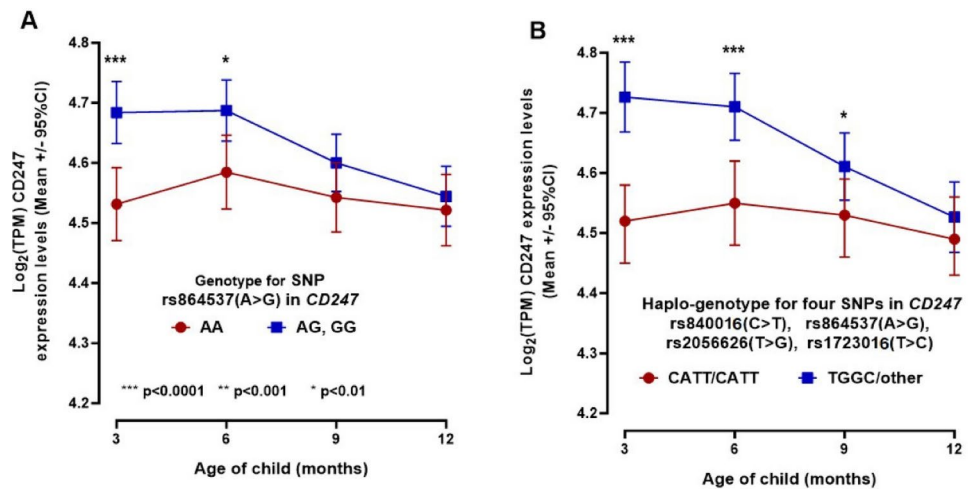 A
Log2(TPM) CD247
expression levels (Mean +/- 95%CI)
4.8
4.7
4.6
4.5
4.4
4.3
4.2
***
*
Genotype for SNP
rs864537(A>G) in CD247
AA
AG, GG
*** p<0.0001 ** p<0.001 * p<0.01
3 6 9 12
Age of child (months)
B
Log2(TPM) CD247 expression levels
(Mean +/- 95%CI)
4.8
4.7
4.6
4.5
4.4
4.3
4.2
***
***
*
Haplo-genotype for four SNPs in CD247
rs840016(C>T), rs864537(A>G),
rs2056626(T>G), rs1723016(T>C)
CATT/CATT
TGGC/other
3 6 9 12
Age of child (months)